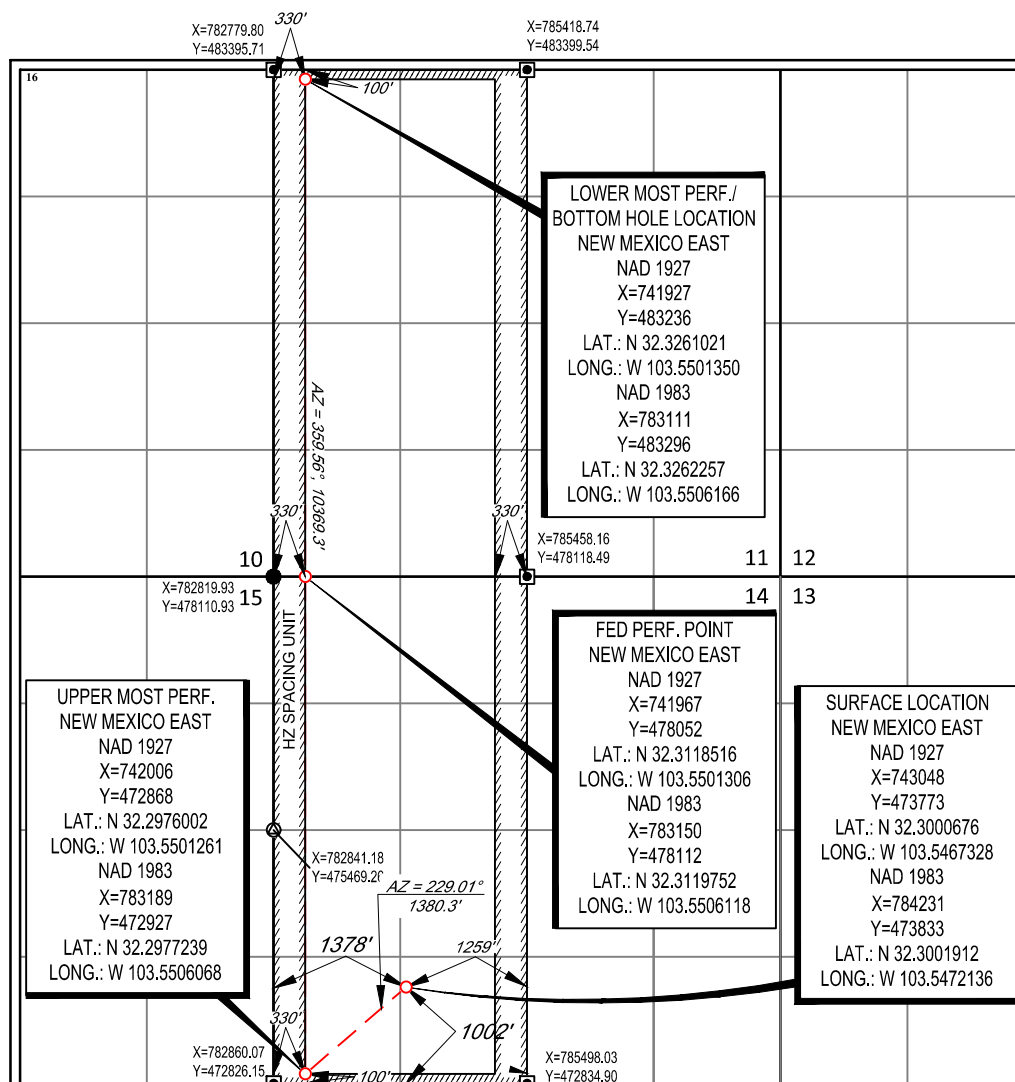 X=782779.80
Y=483395.71
330'
X=785418.74
Y=483399.54
16
100'
LOWER MOST PERF./
BOTTOM HOLE LOCATION
NEW MEXICO EAST
NAD 1927
X=741927
Y=483236
LAT.: N 32.3261021
LONG.: W 103.5501350
NAD 1983
X=783111
Y=483296
LAT.: N 32.3262257
LONG.: W 103.5506166
AZ = 359.56°, 10369.3'
330'
330'
X=785458.16
Y=478118.49
10
11
12
X=782819.93
Y=478110.93
15
14
13
HZ SPACING UNIT
FED PERF. POINT
NEW MEXICO EAST
NAD 1927
X=741967
Y=478052
LAT.: N 32.3118516
LONG.: W 103.5501306
NAD 1983
X=783150
Y=478112
LAT.: N 32.3119752
LONG.: W 103.5506118
UPPER MOST PERF.
NEW MEXICO EAST
NAD 1927
X=742006
Y=472868
LAT.: N 32.2976002
LONG.: W 103.5501261
NAD 1983
X=783189
Y=472927
LAT.: N 32.2977239
LONG.: W 103.5506068
SURFACE LOCATION
NEW MEXICO EAST
NAD 1927
X=743048
Y=473773
LAT.: N 32.3000676
LONG.: W 103.5467328
NAD 1983
X=784231
Y=473833
LAT.: N 32.3001912
LONG.: W 103.5472136
X=782841.18
Y=475469.20
AZ = 229.01°
1380.3'
1378'
1259'
330'
1002'
X=782860.07
Y=472826.15
100'
X=785498.03
Y=472834.90